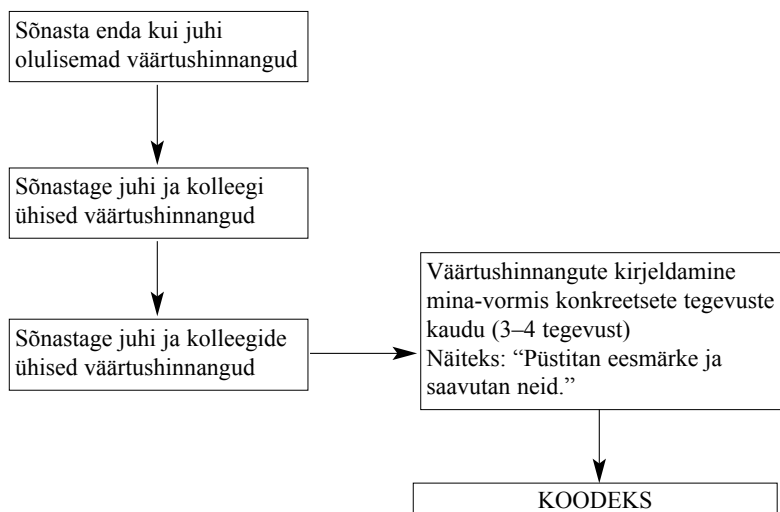 Sõnasta enda kui juhi
olulisemad väärtushinnangud
Sõnastage juhi ja kolleegi
ühised väärtushinnangud
Sõnastage juhi ja kolleegide
ühised väärtushinnangud
Väärtushinnangute kirjeldamine
mina-vormis konkreetsete tegevuste
kaudu (3–4 tegevust)
Näiteks: “Püstitan eesmärke ja
saavutan neid.”
KOODEKS